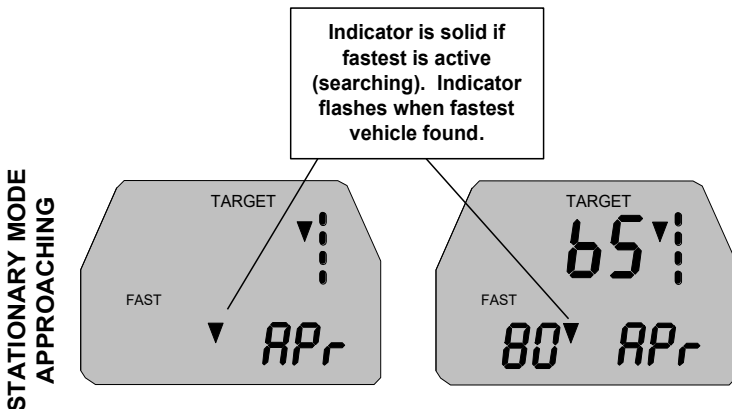 Indicator is solid if
fastest is active
(searching). Indicator
flashes when fastest
vehicle found.
STATIONARY MODE
APPROACHING
TARGET
FAST
APr
TARGET
65
FAST
80 APr